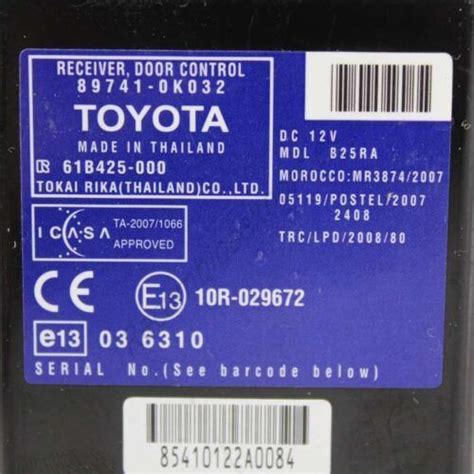 RECEIVER, DOOR CONTROL
89741-0K032
TOYOTA
MADE IN THAILAND
R 61B425-000
TOKAI RIKA(THAILAND)CO.,LTD.
DC 12V
MDL B25RA
MOROCCO:MR3874/2007
05119/POSTEL/2007
2408
TRC/LPD/2008/80
ICASA
TA-2007/1066
APPROVED
CE
E13 10R-029672
e13 03 6310
SERIAL No.(See barcode below)
85410122A0084